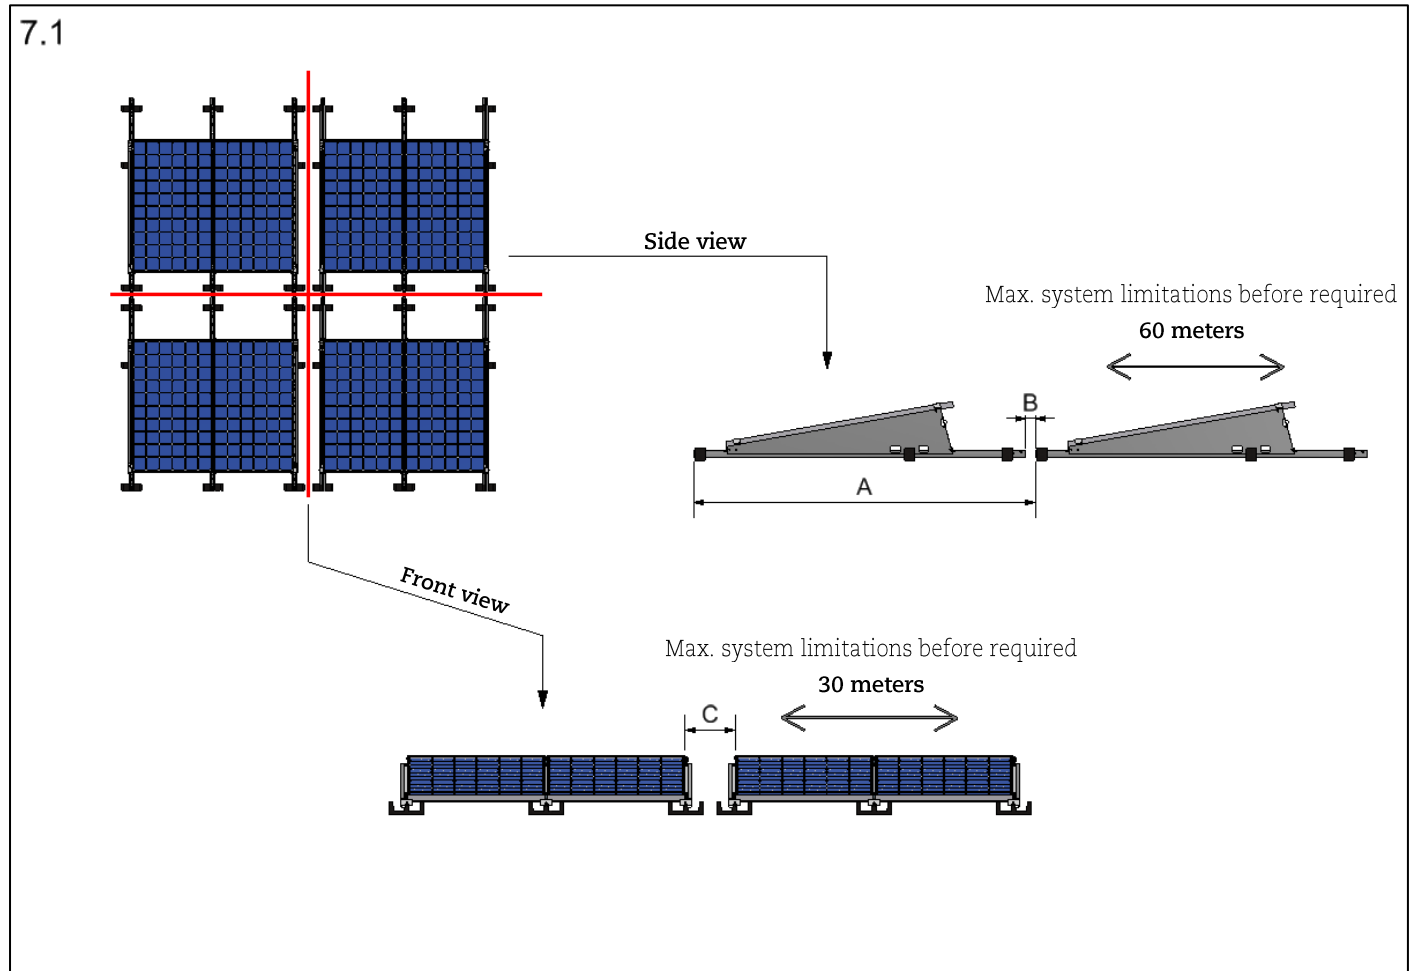 7.1
Side view
Max. system limitations before required
60 meters
B
A
Front view
Max. system limitations before required
30 meters
C